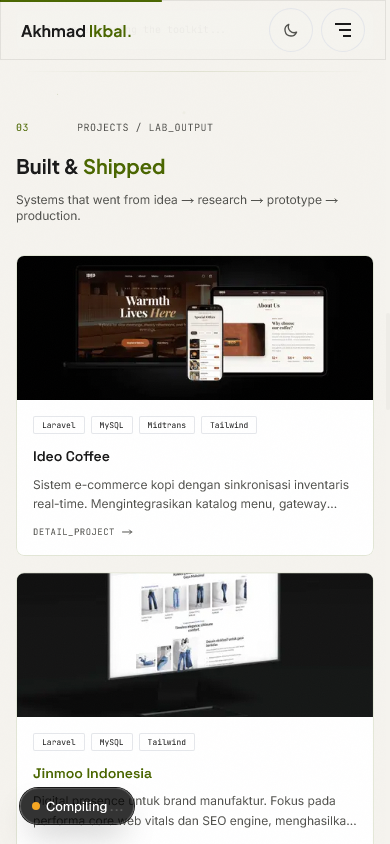 Akhmad Ikbal.
03 PROJECTS / LAB_OUTPUT
Built & Shipped
Systems that went from idea → research → prototype →
production.
Warmth
Lives Here
About Us
Laravel MySQL Midtrans Tailwind
Ideo Coffee
Sistem e-commerce kopi dengan sinkronisasi inventaris
real-time. Mengintegrasikan katalog menu, gateway...
DETAIL_PROJECT →
Laravel MySQL Tailwind
Jinmoo Indonesia
Digital presence untuk brand manufaktur. Fokus pada
performa core web vitals dan SEO engine, menghasilka...
Compiling ...